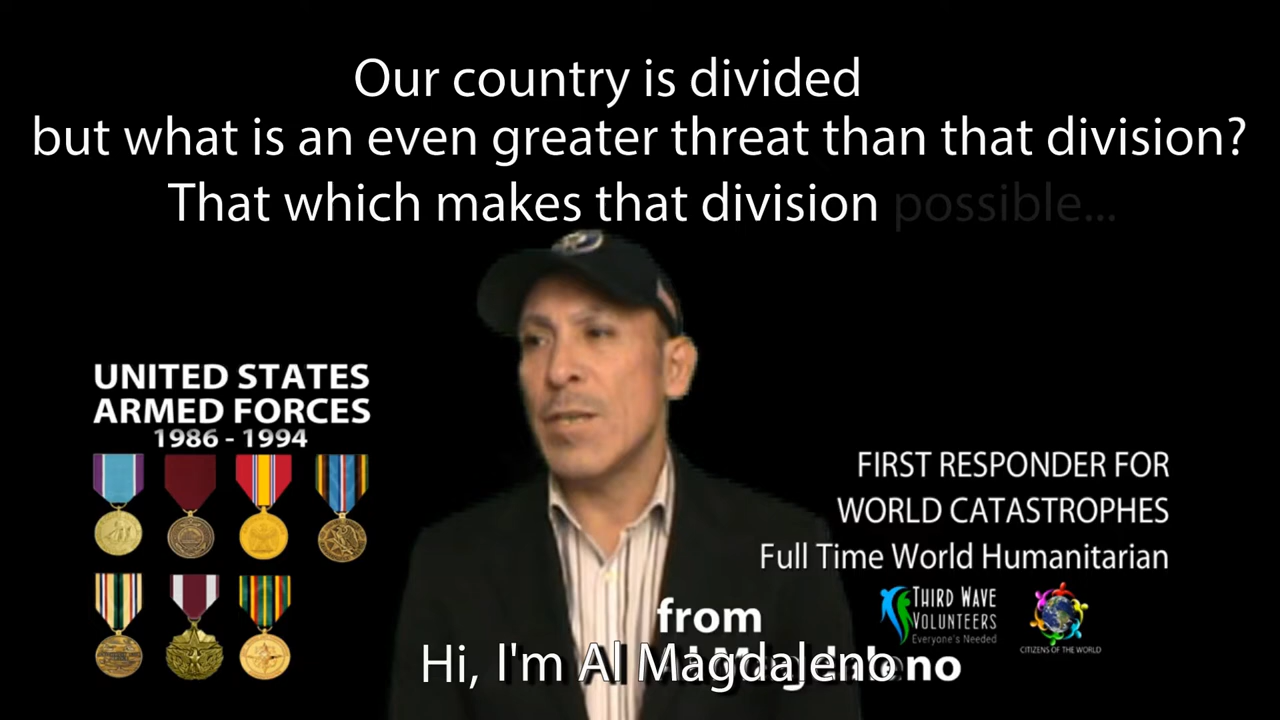 Our country is divided
but what is an even greater threat than that division?
That which makes that division possible...
UNITED STATES
ARMED FORCES
1986 - 1994
FIRST RESPONDER FOR
WORLD CATASTROPHES
Full Time World Humanitarian
THIRD WAVE
VOLUNTEERS
Everyone's Needed
CITIZENS OF THE WORLD
from
Hi, I'm Al Magdaleno